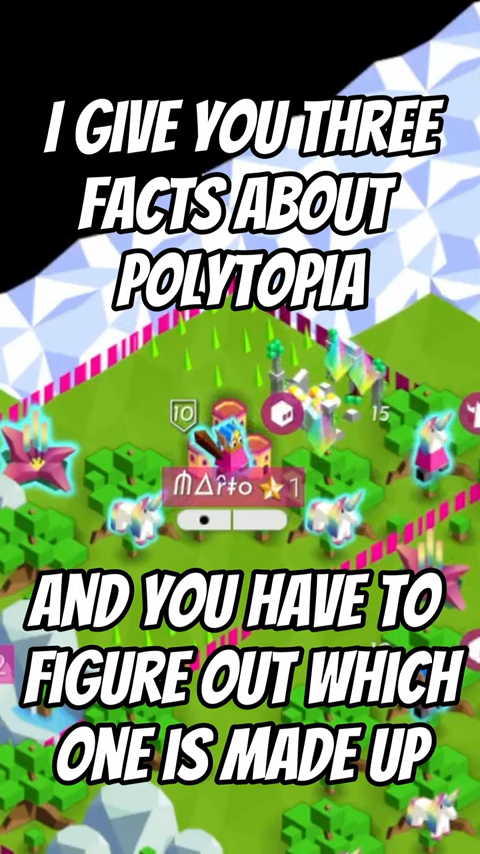 I GIVE YOU THREE
FACTS ABOUT
POLYTOPIA
10
15
1
AND YOU HAVE TO
FIGURE OUT WHICH
ONE IS MADE UP